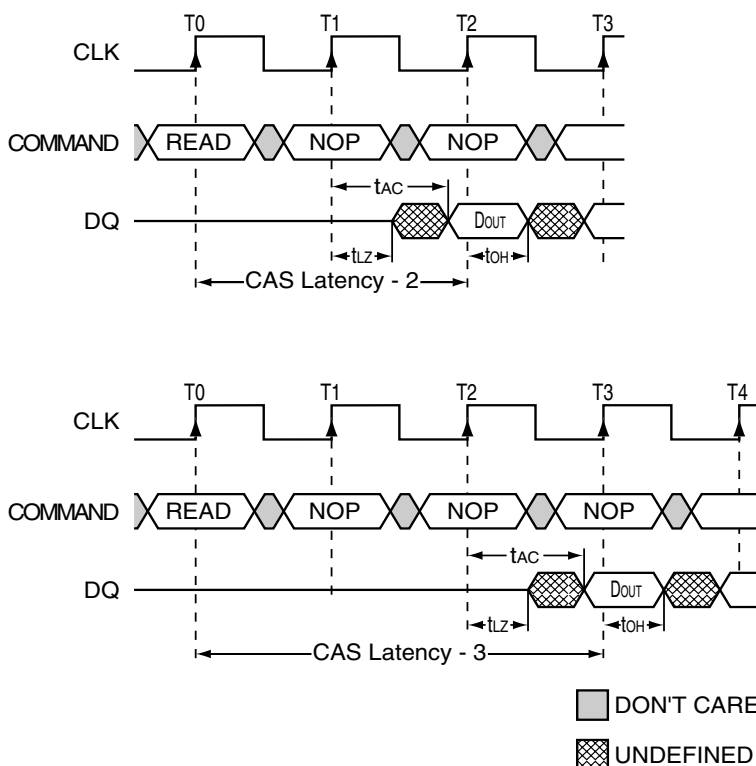 T0 T1 T2 T3
CLK
COMMAND READ NOP NOP
tAC
DQ DOUT
tLZ tOH
CAS Latency - 2
T0 T1 T2 T3 T4
CLK
COMMAND READ NOP NOP NOP
tAC
DQ DOUT
tLZ tOH
CAS Latency - 3
DON'T CARE
UNDEFINED